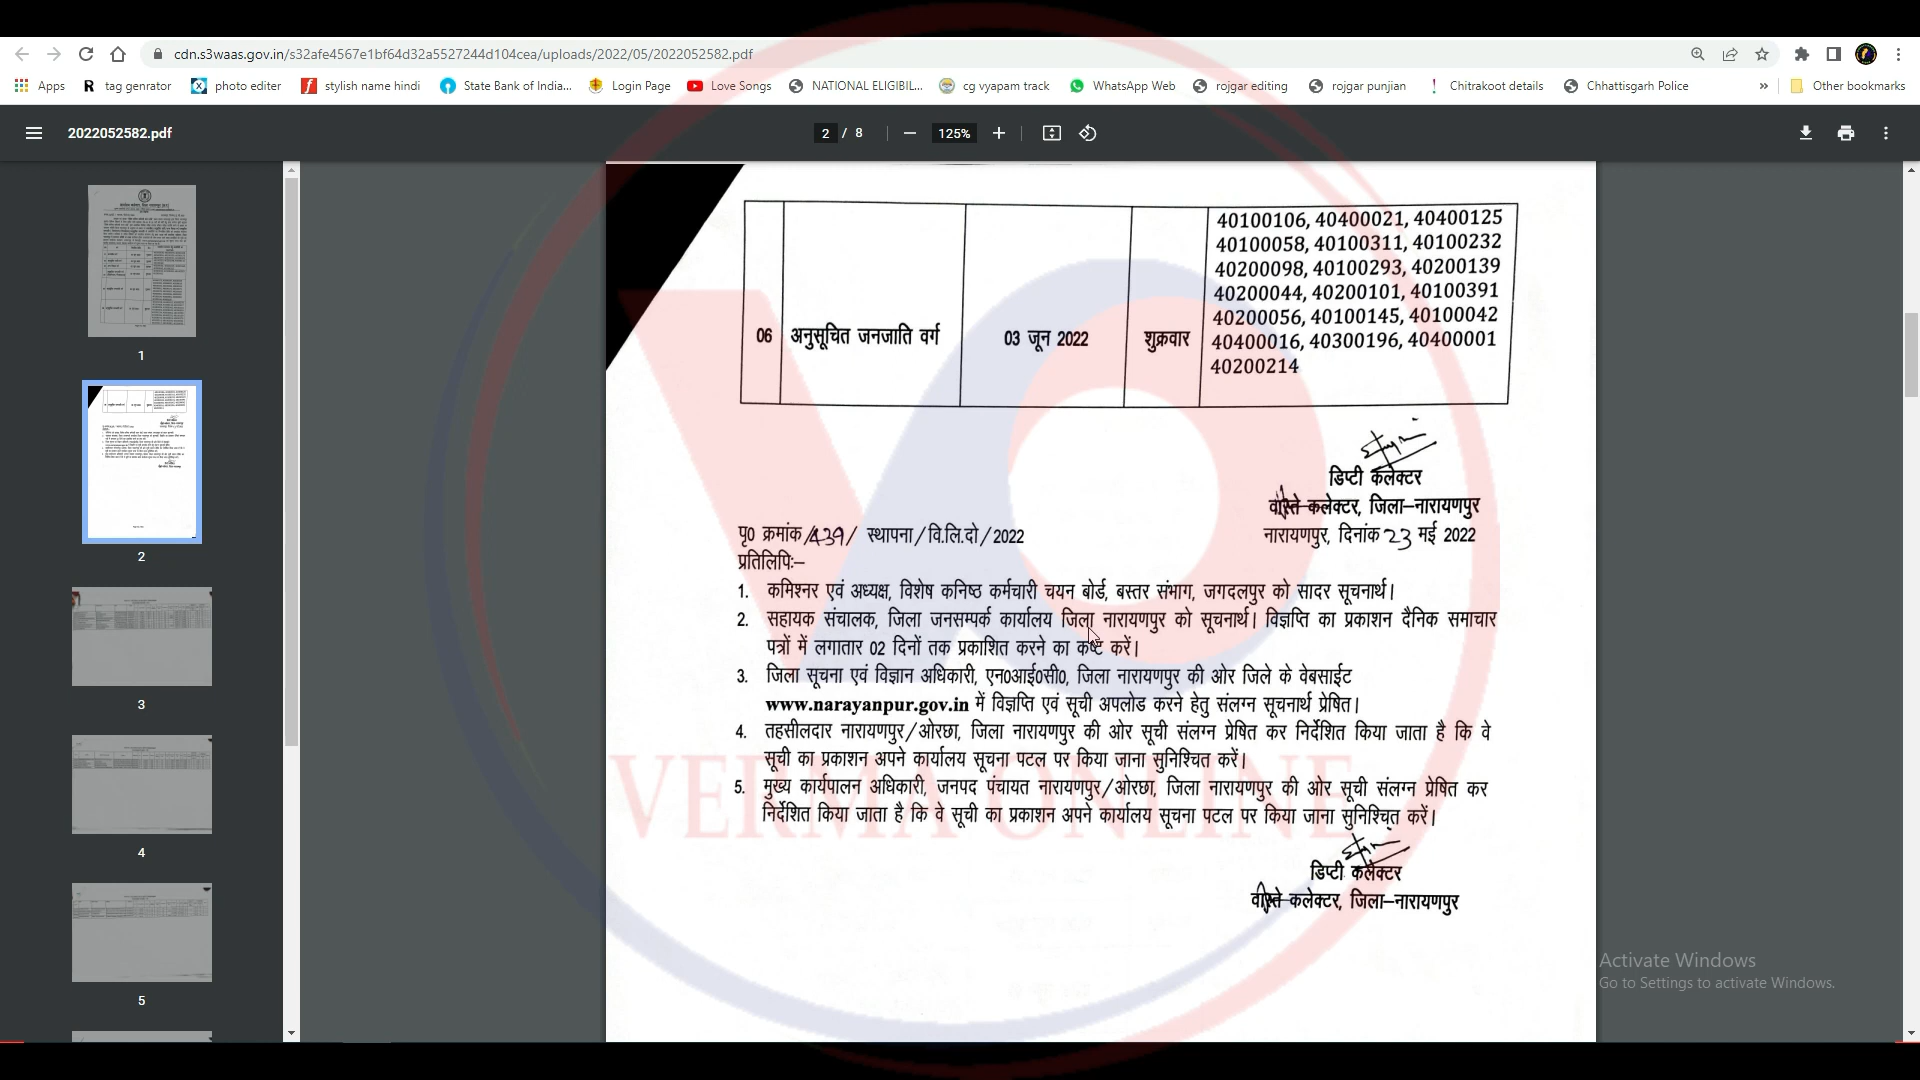 cdn.s3waas.gov.in/s32afe4567e1bf64d32a5527244d104cea/uploads/2022/05/2022052582.pdf
Apps R tag genrator photo editer stylish name hindi State Bank of India... Login Page Love Songs NATIONAL ELIGIBIL... cg vyapam track WhatsApp Web rojgar editing rojgar punjian Chitrakoot details Chhattisgarh Police » Other bookmarks
2022052582.pdf 2 / 8 125%
1
2
3
4
5
40100106, 40400021, 40400125
40100058, 40100311, 40100232
40200098, 40100293, 40200139
40200044, 40200101, 40100391
40200056, 40100145, 40100042
06 अनुसूचित जनजाति वर्ग 03 जून 2022 शुक्रवार 40400016, 40300196, 40400001
40200214
डिप्टी कलेक्टर
वास्ते कलेक्टर, जिला–नारायणपुर
पृ0 क्रमांक/439/ स्थापना/वि.लि.दो/2022 नारायणपुर, दिनांक 23 मई 2022
प्रतिलिपिः–
1. कमिश्नर एवं अध्यक्ष, विशेष कनिष्ठ कर्मचारी चयन बोर्ड, बस्तर संभाग, जगदलपुर को सादर सूचनार्थ।
2. सहायक संचालक, जिला जनसम्पर्क कार्यालय जिला नारायणपुर को सूचनार्थ। विज्ञप्ति का प्रकाशन दैनिक समाचार
पत्रों में लगातार 02 दिनों तक प्रकाशित करने का कष्ट करें।
3. जिला सूचना एवं विज्ञान अधिकारी, एन0आई0सी0, जिला नारायणपुर की ओर जिले के वेबसाईट
www.narayanpur.gov.in में विज्ञप्ति एवं सूची अपलोड करने हेतु संलग्न सूचनार्थ प्रेषित।
4. तहसीलदार नारायणपुर/ओरछा, जिला नारायणपुर की ओर सूची संलग्न प्रेषित कर निर्देशित किया जाता है कि वे
सूची का प्रकाशन अपने कार्यालय सूचना पटल पर किया जाना सुनिश्चित करें।
5. मुख्य कार्यपालन अधिकारी, जनपद पंचायत नारायणपुर/ओरछा, जिला नारायणपुर की ओर सूची संलग्न प्रेषित कर
निर्देशित किया जाता है कि वे सूची का प्रकाशन अपने कार्यालय सूचना पटल पर किया जाना सुनिश्चित करें।
VERMA ONLINE
डिप्टी कलेक्टर
वास्ते कलेक्टर, जिला–नारायणपुर
Activate Windows
Go to Settings to activate Windows.